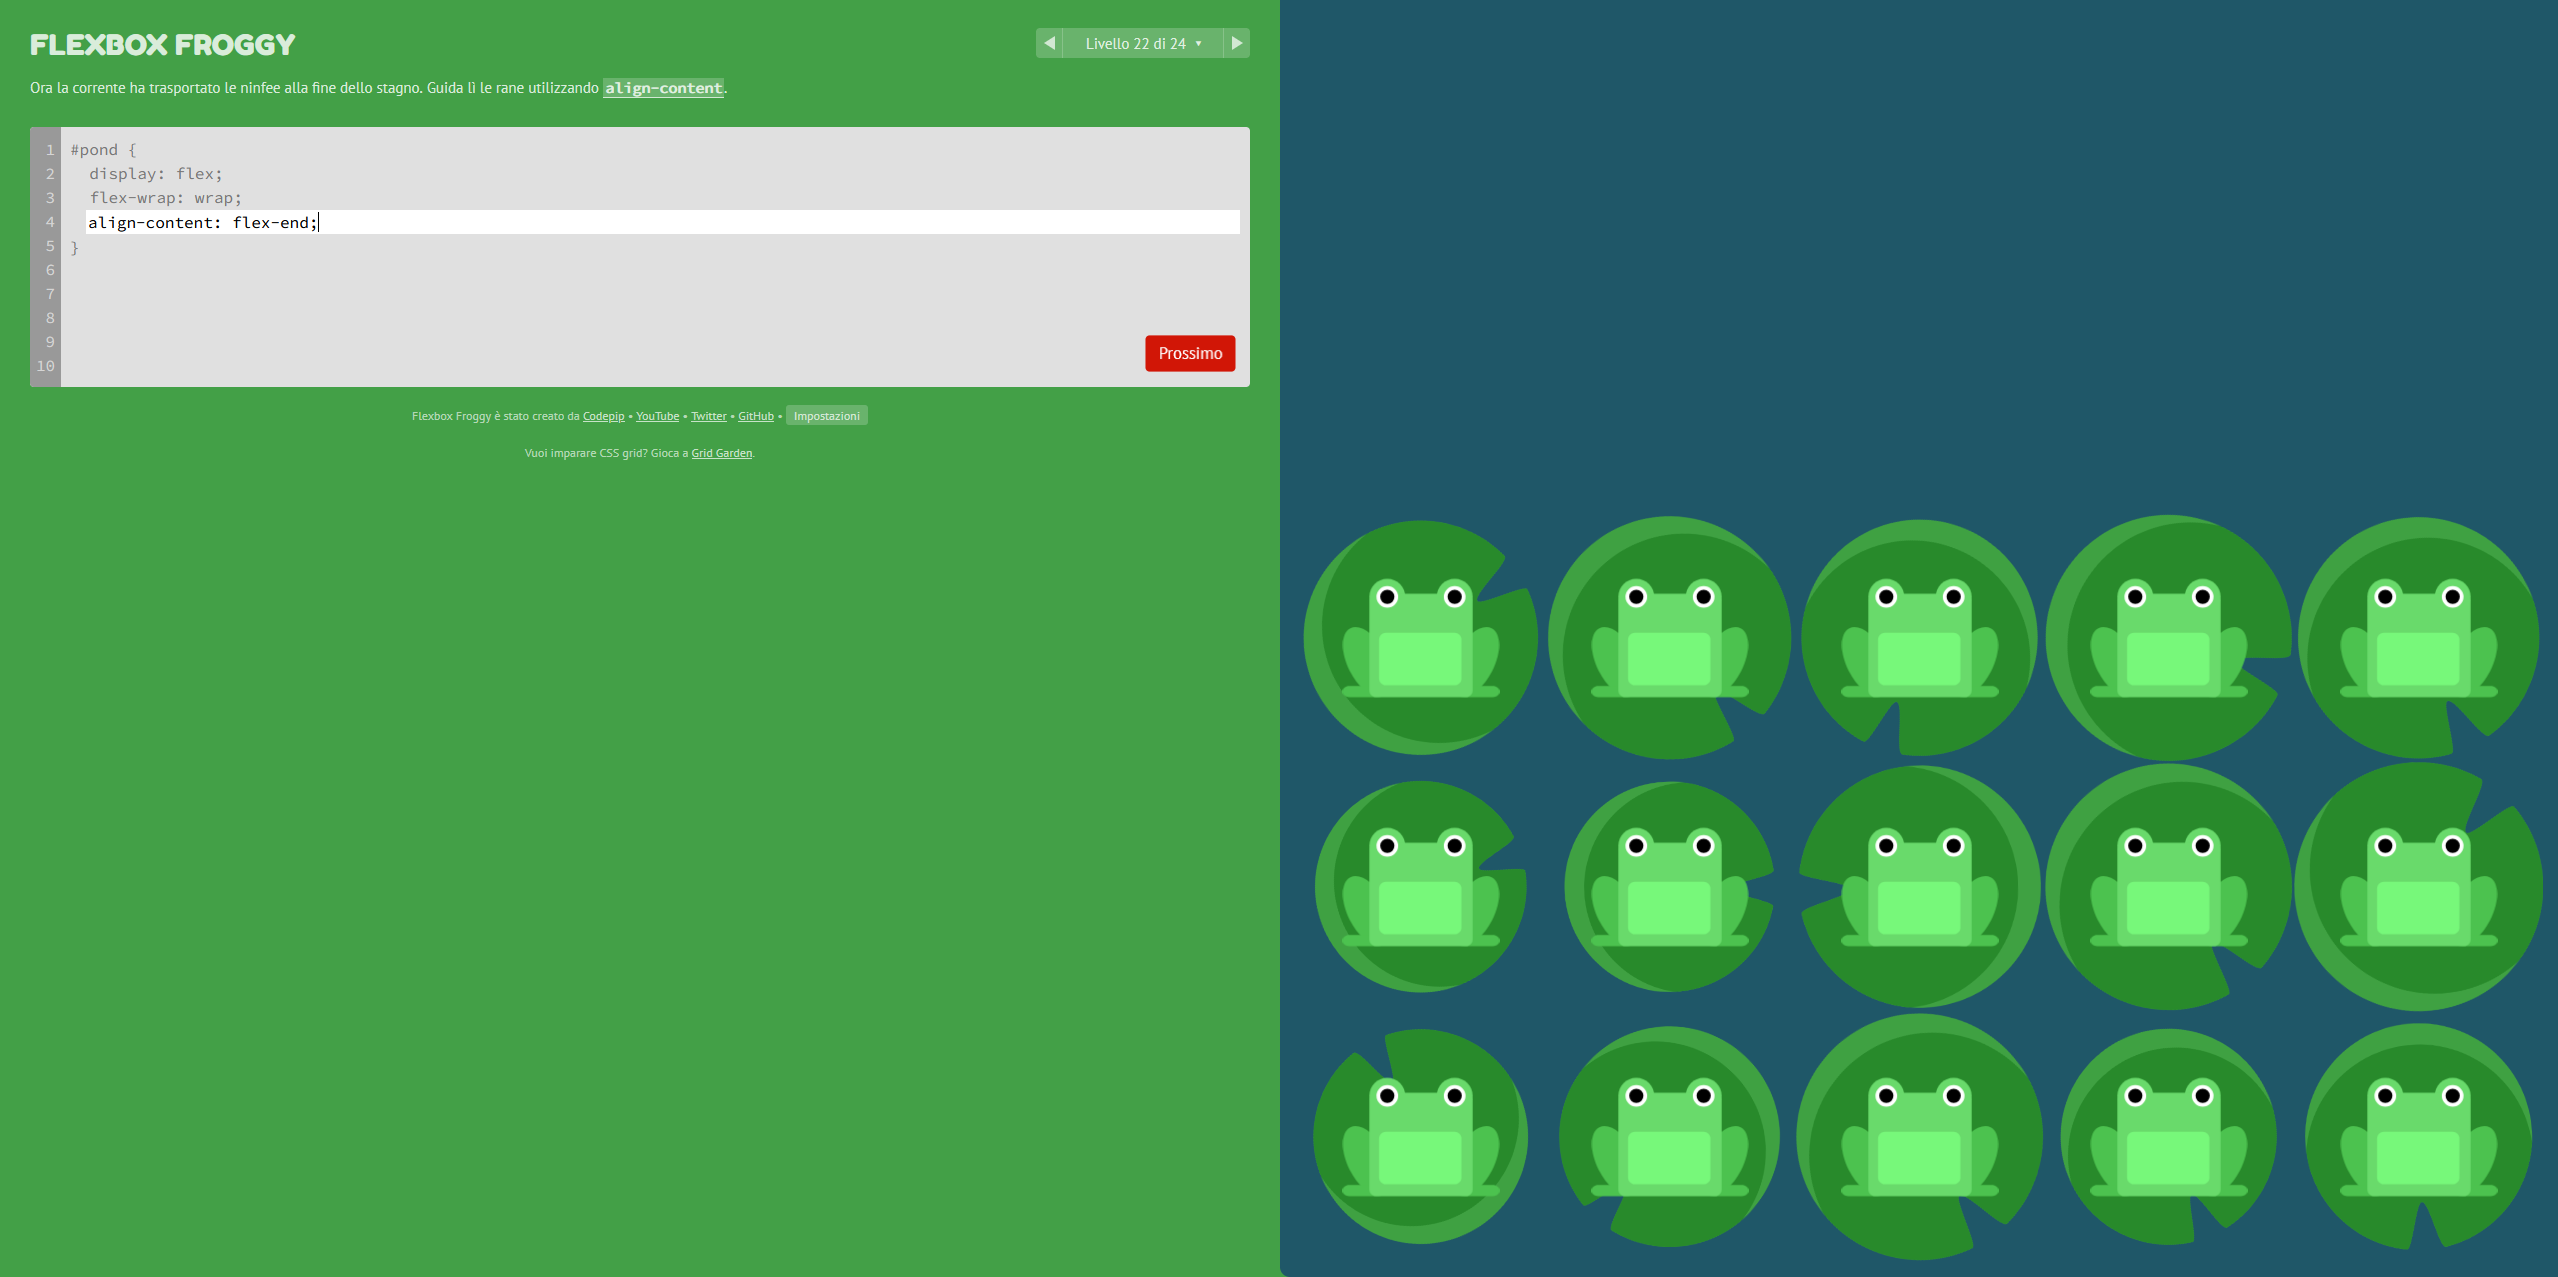 FLEXBOX FROGGY
Livello 22 di 24
Ora la corrente ha trasportato le ninfee alla fine dello stagno. Guida lì le rane utilizzando align-content.
1 #pond {
2 display: flex;
3 flex-wrap: wrap;
4 align-content: flex-end;
5 }
6
7
8
9
10
Prossimo
Flexbox Froggy è stato creato da Codepip • YouTube • Twitter • GitHub • Impostazioni
Vuoi imparare CSS grid? Gioca a Grid Garden.